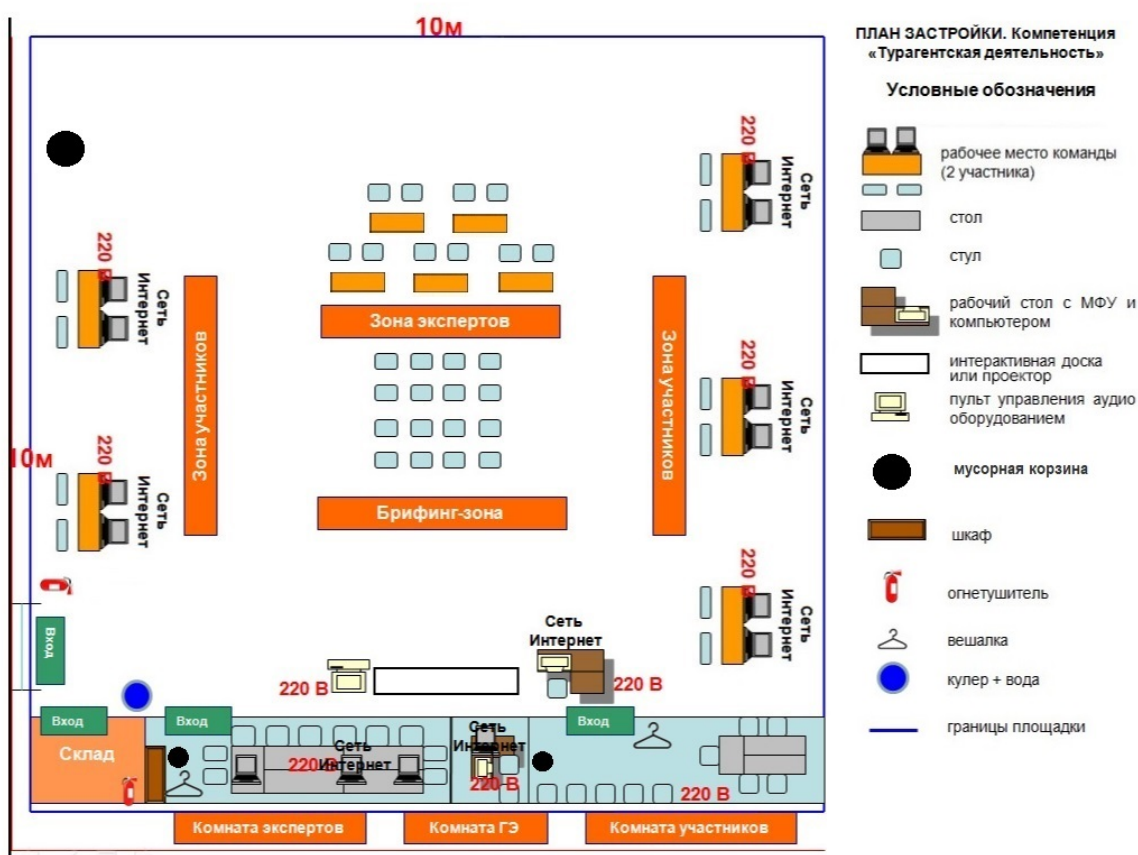 10м
ПЛАН ЗАСТРОЙКИ. Компетенция
«Турагентская деятельность»
Условные обозначения
рабочее место команды
(2 участника)
стол
стул
рабочий стол с МФУ и
компьютером
интерактивная доска
или проектор
пульт управления аудио
оборудованием
мусорная корзина
шкаф
огнетушитель
вешалка
кулер + вода
границы площадки
220 В
Сеть
Интернет
220 В
Сеть
Интернет
Зона экспертов
Зона участников
Зона участников
220 В
Сеть
Интернет
10м
220 В
Сеть
Интернет
Брифинг-зона
220 В
Сеть
Интернет
Вход
Сеть
Интернет
220 В
220 В
Вход
Вход
Вход
Склад
Сеть
Интернет
220 В
Сеть
Интернет
220 В
220 В
Комната экспертов
Комната ГЭ
Комната участников